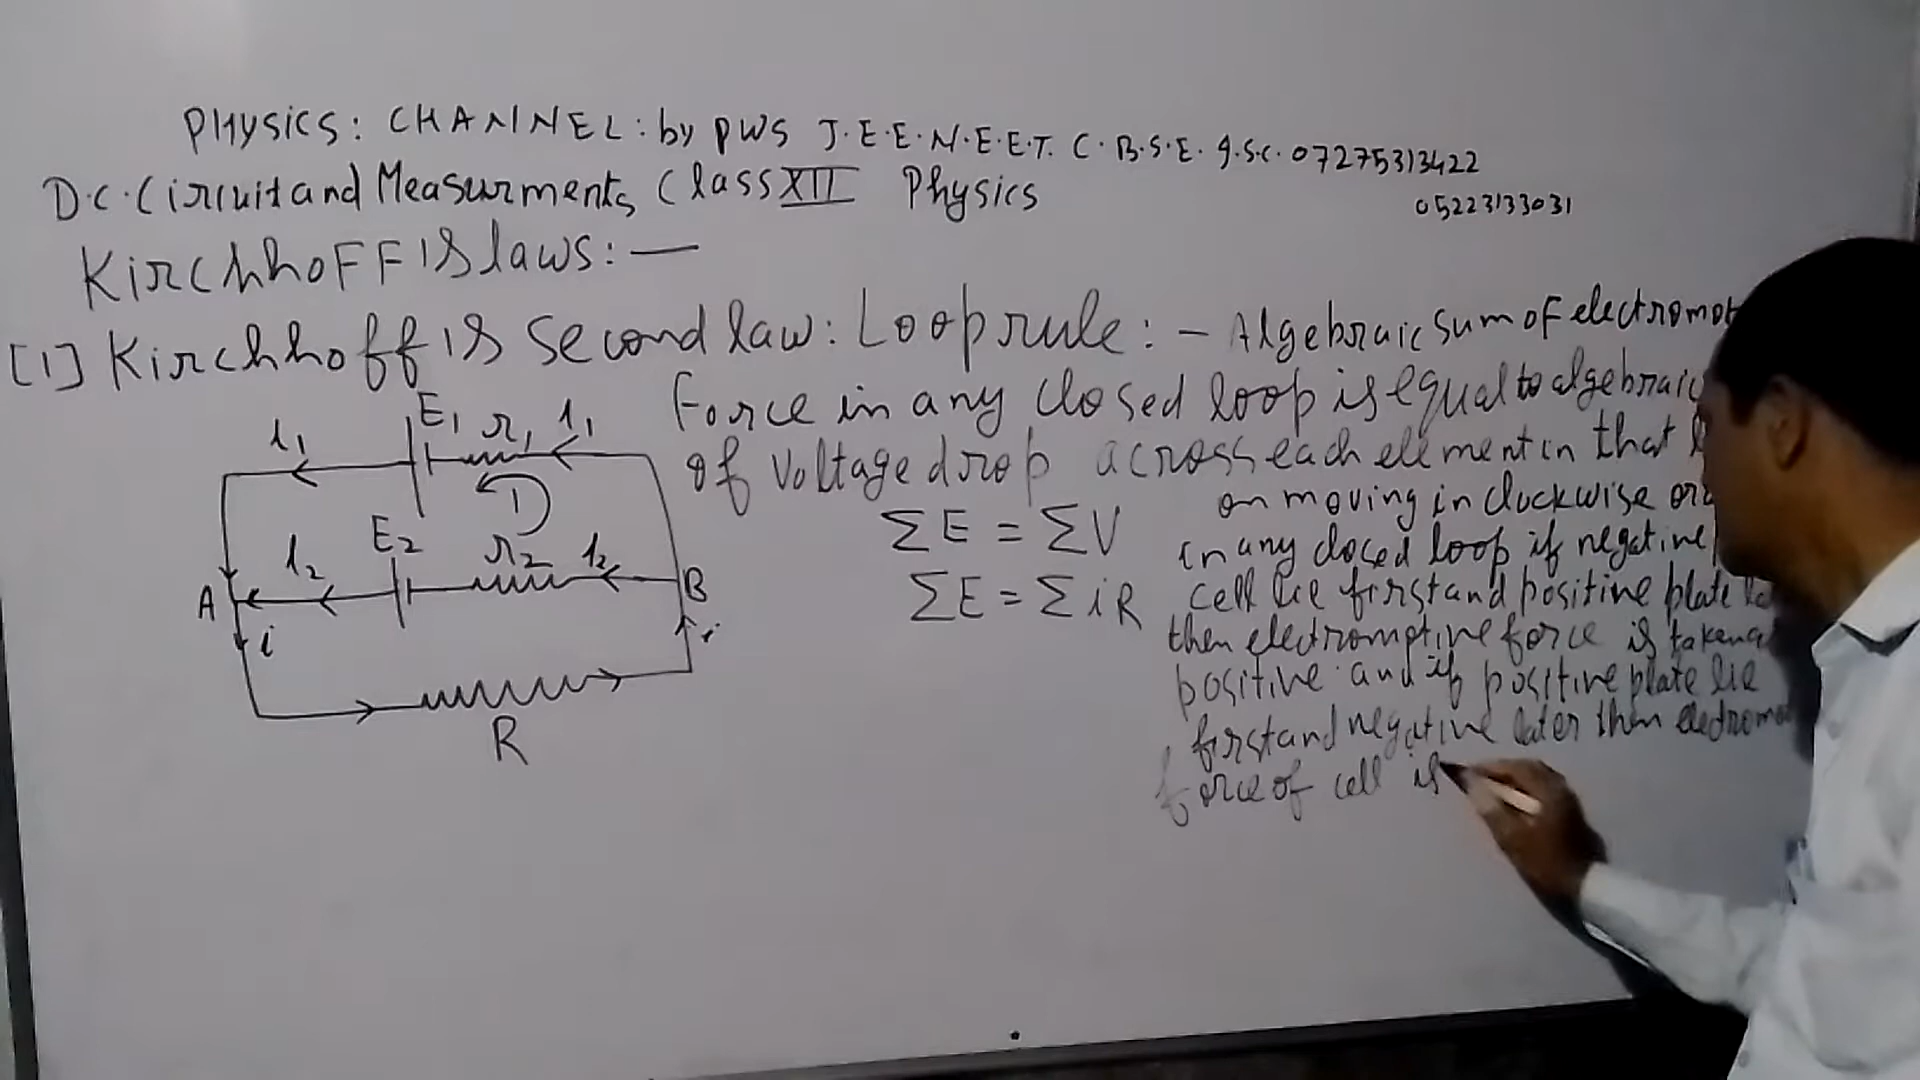 PHYSICS: CHANNEL: by PWS J.E.E. N.E.E.T. C.B.S.E. I.S.C. 07275313422
05223133031
D.C. Circuit and Measurments Class XII Physics
KirchhoFF's laws: —
[1] Kirchhoff's Second law: Loop rule: - Algebraic Sum of electromot
Force in any closed loop is equal to algebraic
of Voltage drop across each element in that
on moving in clockwise or
in any closed loop if negative
cell lie first and positive plate
then electromotive force is taken
positive and if positive plate lie
first and negative later then electromo
force of cell is
ΣE = ΣV
ΣE = ΣiR
i1 E1 r1 i1
1
i2 E2 r2 i2
A B
i i
R